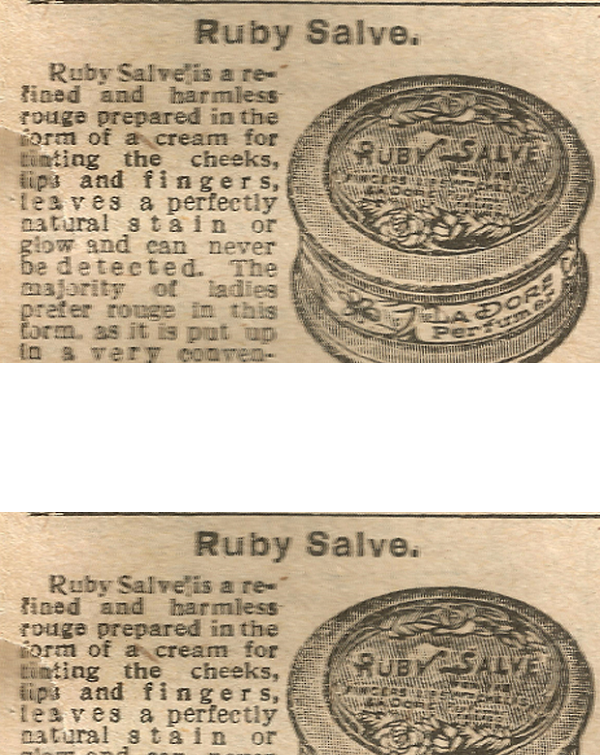 Ruby Salve.
Ruby Salve is a re-
fined and harmless
rouge prepared in the
form of a cream for
tinting the cheeks,
lips and fingers,
leaves a perfectly
natural stain or
glow and can never
be detected. The
majority of ladies
prefer rouge in this
form, as it is put up
in a very conven-
RUBY SALVE
LA DORE
Perfumer
Ruby Salve.
Ruby Salve is a re-
fined and harmless
rouge prepared in the
form of a cream for
tinting the cheeks,
lips and fingers,
leaves a perfectly
natural stain or
glow and can never
RUBY SALVE